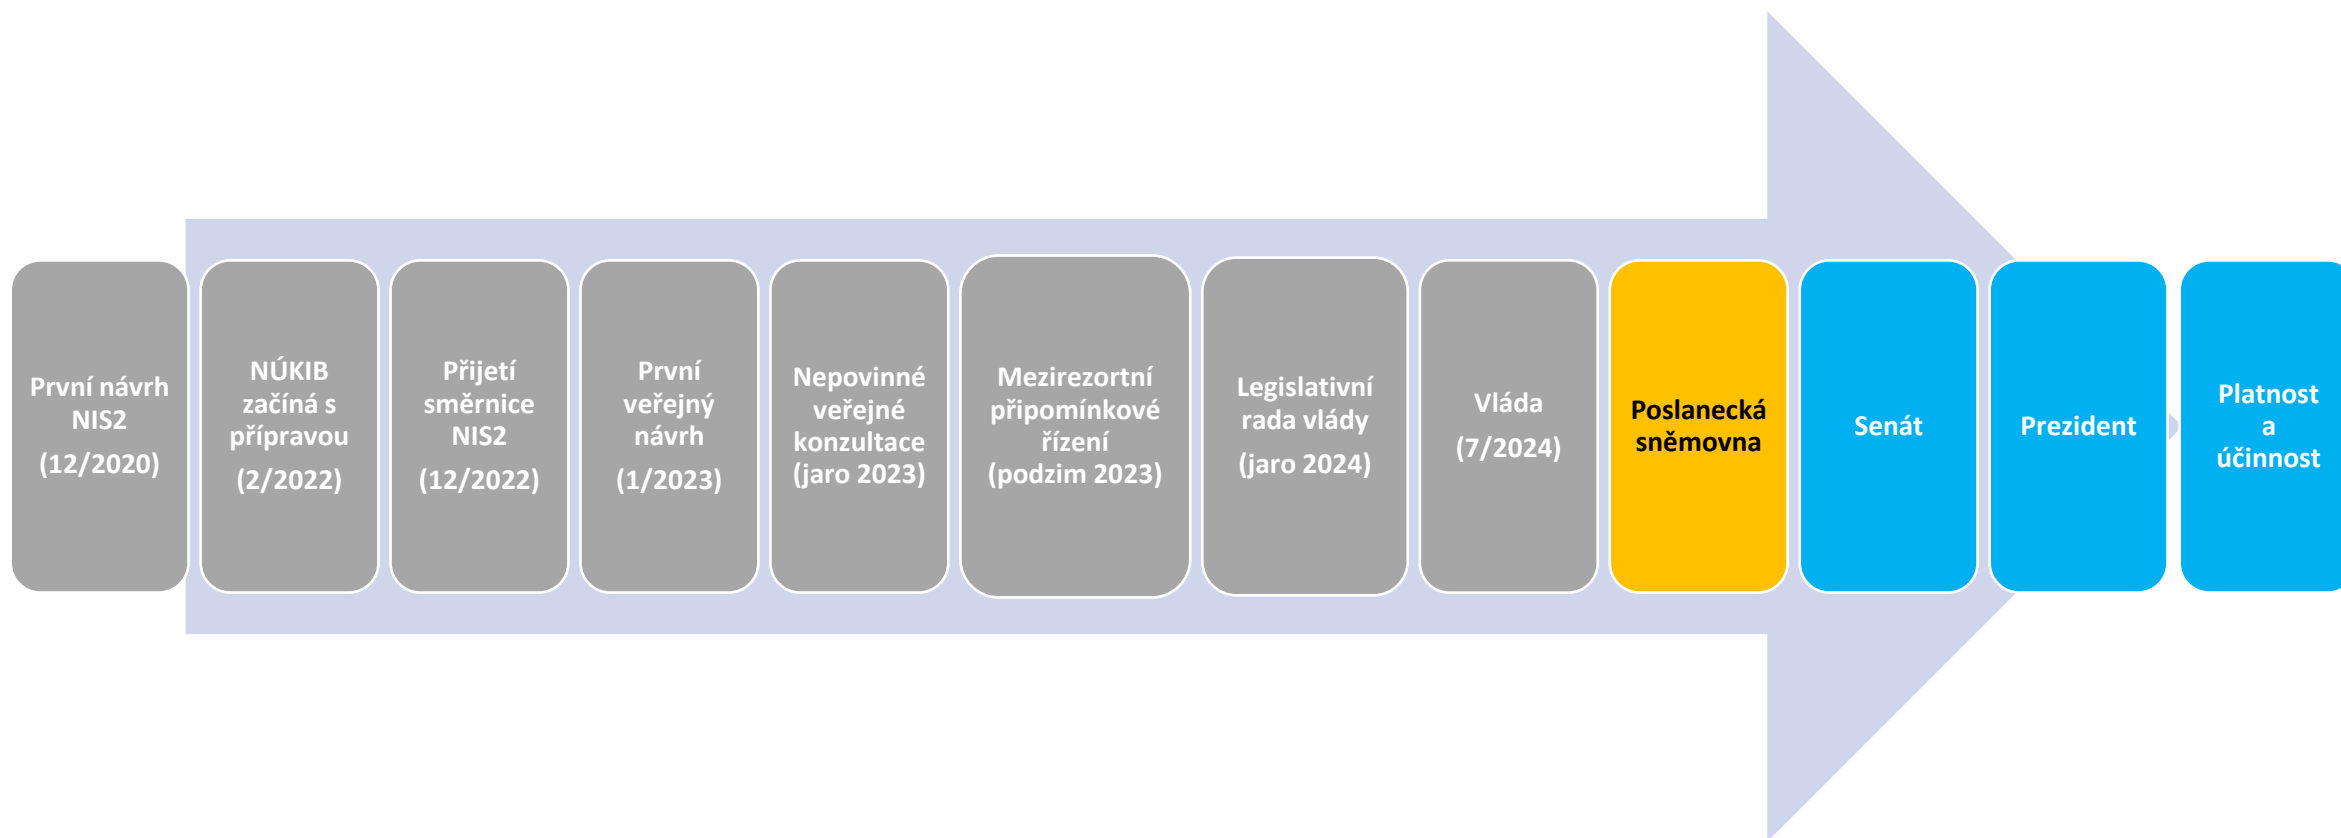 První návrh
NIS2
(12/2020)
NÚKIB
začíná s
přípravou
(2/2022)
Přijetí
směrnice
NIS2
(12/2022)
První
veřejný
návrh
(1/2023)
Nepovinné
veřejné
konzultace
(jaro 2023)
Mezirezortní
připomínkové
řízení
(podzim 2023)
Legislativní
rada vlády
(jaro 2024)
Vláda
(7/2024)
Poslanecká
sněmovna
Senát
Prezident
Platnost
a
účinnost